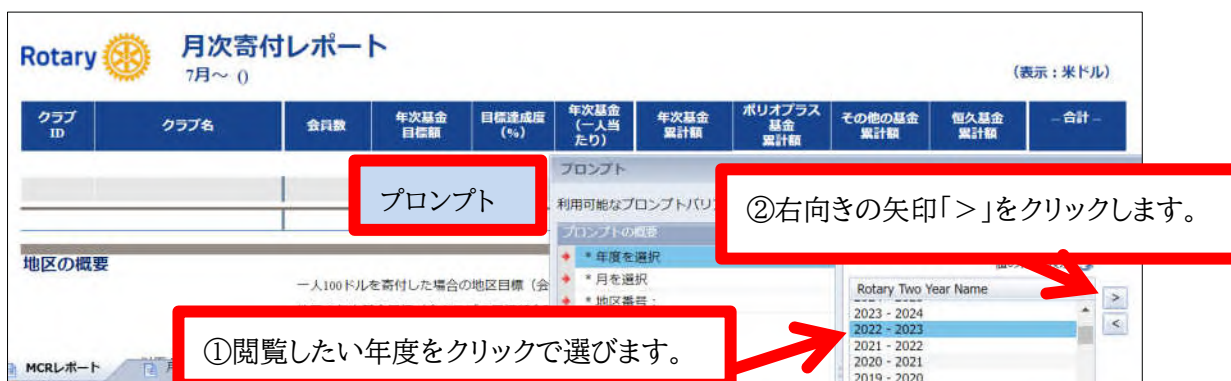 Rotary
月次寄付レポート
7月～ ()
(表示：米ドル)
クラブ
ID
クラブ名
会員数
年次基金
目標額
目標達成度
(%)
年次基金
(一人当
たり)
年次基金
累計額
ポリオプラス
基金
累計額
その他の基金
累計額
恒久基金
累計額
– 合計 –
プロンプト
プロンプト
利用可能なプロンプトバリ
②右向きの矢印「＞」をクリックします。
プロンプトの概要
* 年度を選択
* 月を選択
* 地区番号：
地区の概要
一人100ドルを寄付した場合の地区目標（会
Rotary Two Year Name
2023 - 2024
2022 - 2023
2021 - 2022
2020 - 2021
2019 - 2020
>
<
①閲覧したい年度をクリックで選びます。
MCRLレポート